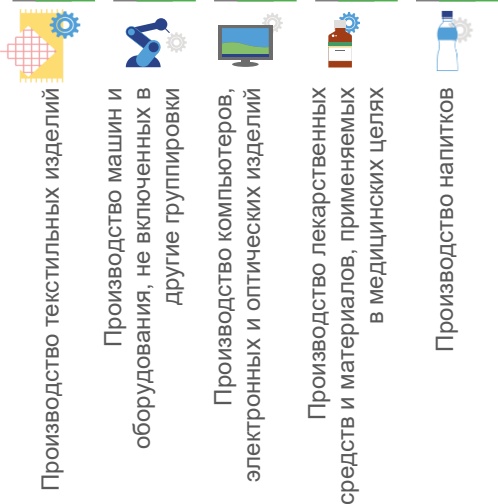 Производство текстильных изделий
Производство машин и
оборудования, не включенных в
другие группировки
Производство компьютеров,
электронных и оптических изделий
Производство лекарственных
средств и материалов, применяемых
в медицинских целях
Производство напитков